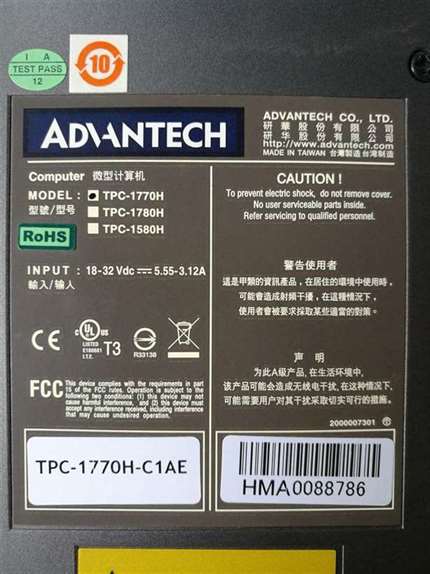 I A
TEST PASS
12
10
ADVANTECH
ADVANTECH CO., LTD.
研華股份有限公司
研华股份有限公司
http://www.advantech.com
MADE IN TAIWAN 台灣製造 台湾制造
Computer 微型计算机
MODEL: TPC-1770H
型號/型号 TPC-1780H
TPC-1580H
RoHS
INPUT : 18-32 Vdc 5.55-3.12A
輸入/输入
CAUTION !
To prevent electric shock, do not remove cover.
No user serviceable parts inside.
Refer servicing to qualified personnel.
警告使用者
這是甲類的資訊產品，在居住的環境中使用時，
可能會造成射頻干擾，在這種情況下，
使用者會被要求採取某些適當的對策。
CE
c UL us
LISTED
E180881
I.T.E.
T3
R33138
声 明
为此A级产品，在生活环境中，
该产品可能会造成无线电干扰，在这种情况下，
可能需要用户对其干扰采取切实可行的措施。
FCC This device complies with the requirements in part
15 of the FCC rules. Operation is subject to the
following two conditions: (1) this device may not
cause harmful interference, and (2) this device must
accept any interference received, including interference
that may cause undesired operation.
2000007301
TPC-1770H-C1AE
HMA0088786